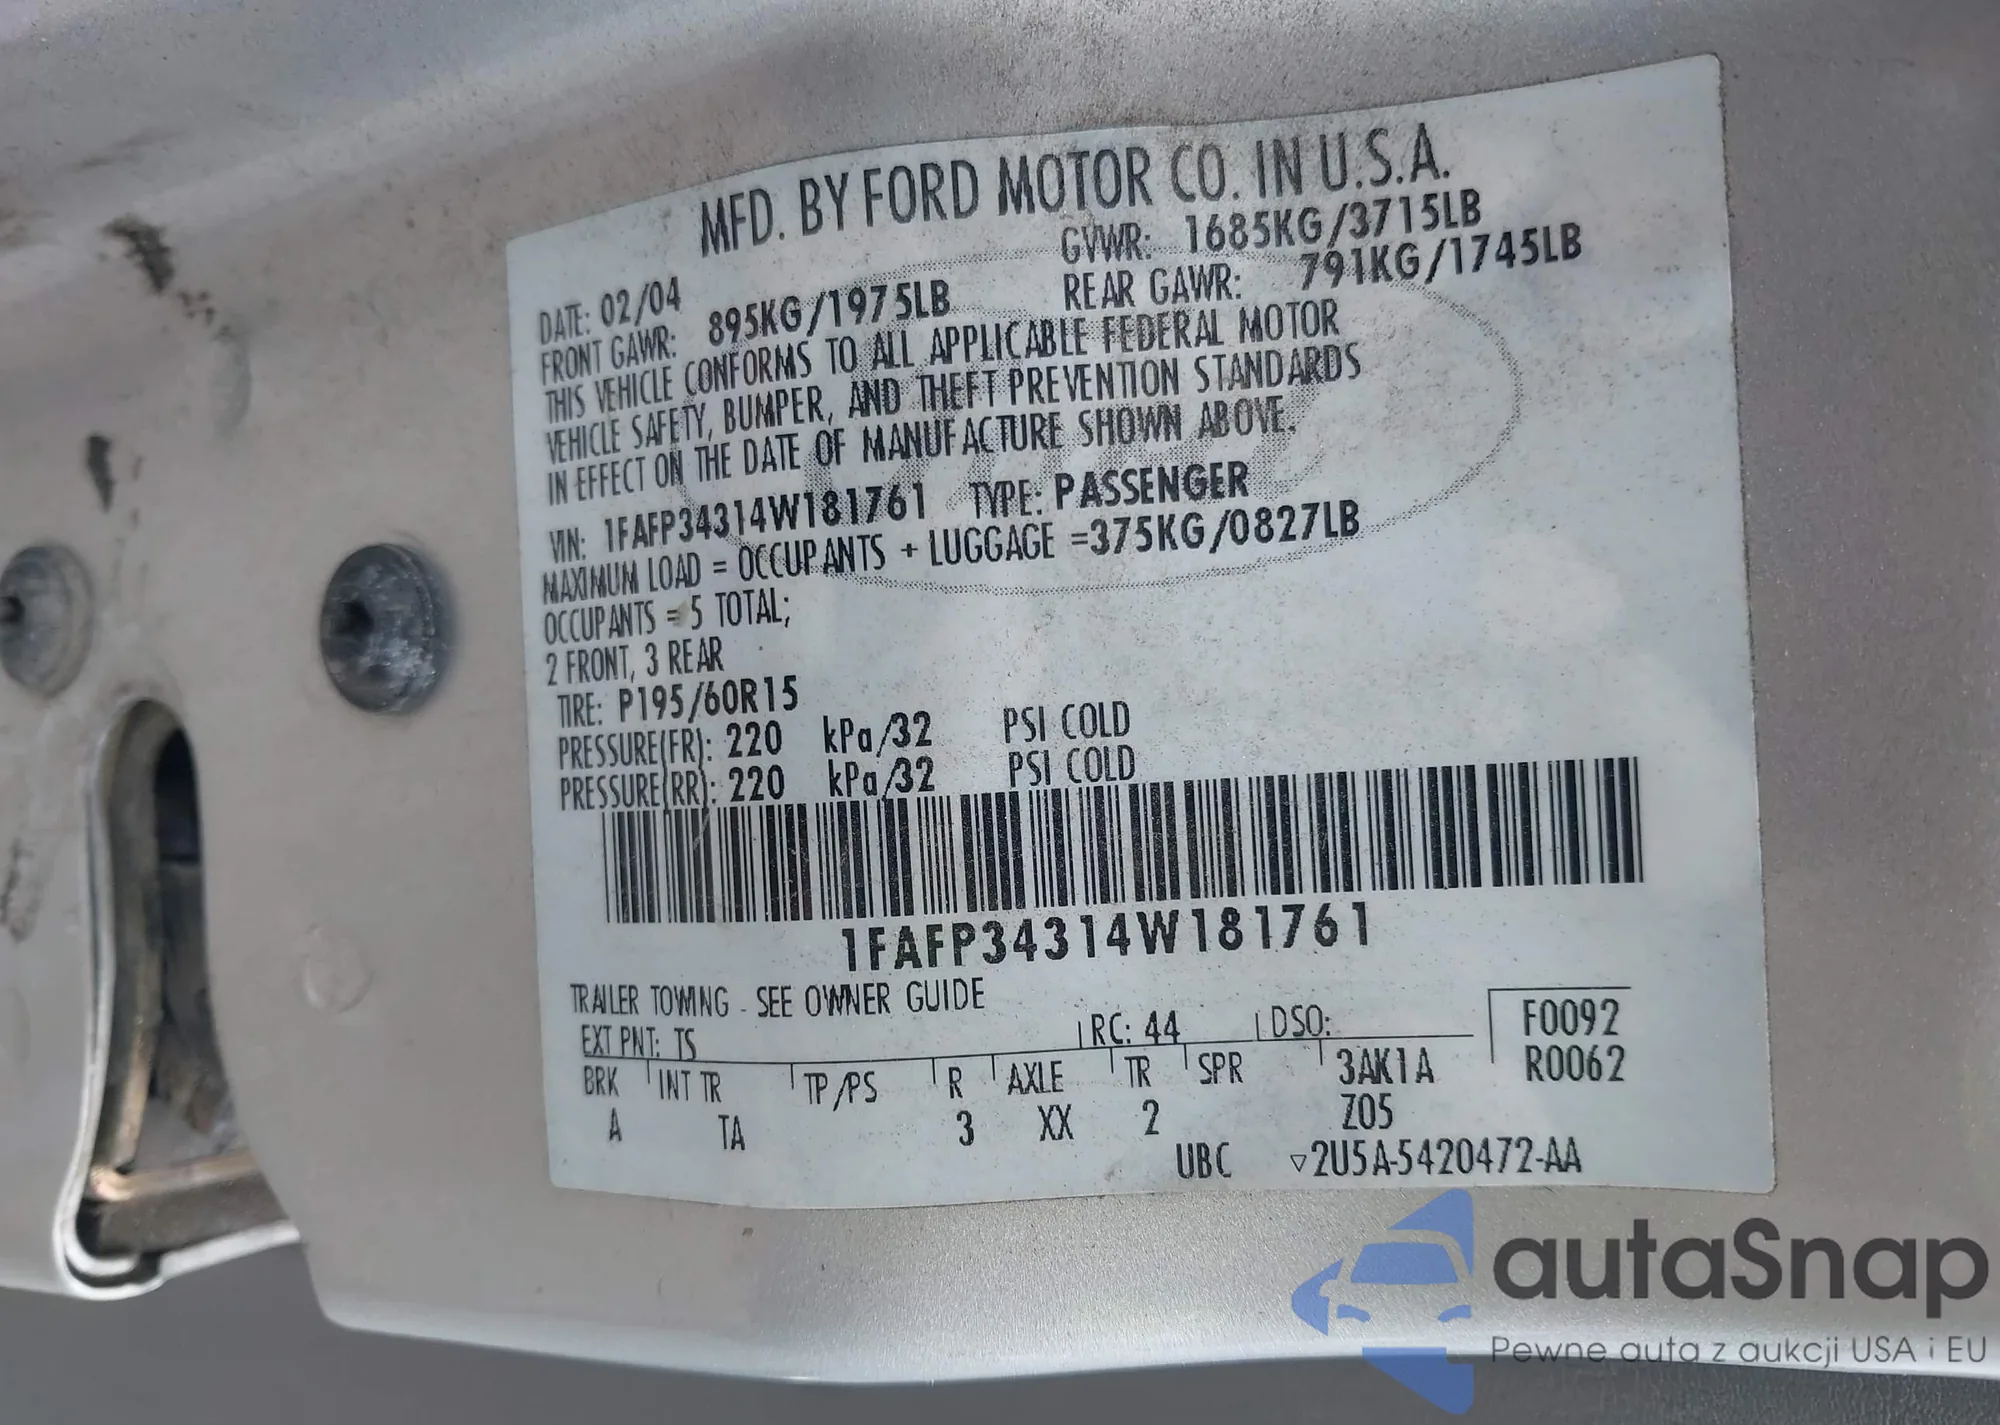 MFD. BY FORD MOTOR CO. IN U.S.A.
DATE: 02/04 GVWR: 1685KG/3715LB
FRONT GAWR: 895KG/1975LB REAR GAWR: 791KG/1745LB
THIS VEHICLE CONFORMS TO ALL APPLICABLE FEDERAL MOTOR
VEHICLE SAFETY, BUMPER, AND THEFT PREVENTION STANDARDS
IN EFFECT ON THE DATE OF MANUFACTURE SHOWN ABOVE.
VIN: 1FAFP34314W181761 TYPE: PASSENGER
MAXIMUM LOAD = OCCUPANTS + LUGGAGE =375KG/0827LB
OCCUPANTS = 5 TOTAL;
2 FRONT, 3 REAR
TIRE: P195/60R15
PRESSURE(FR): 220 kPa/32 PSI COLD
PRESSURE(RR): 220 kPa/32 PSI COLD
1FAFP34314W181761
TRAILER TOWING - SEE OWNER GUIDE
EXT PNT: TS RC: 44 DSO: F0092
BRK INT TR TP/PS R AXLE TR SPR 3AK1A R0062
A TA 3 XX 2 Z05
UBC ▽2U5A-5420472-AA
autaSnap
Pewne auta z aukcji USA i EU